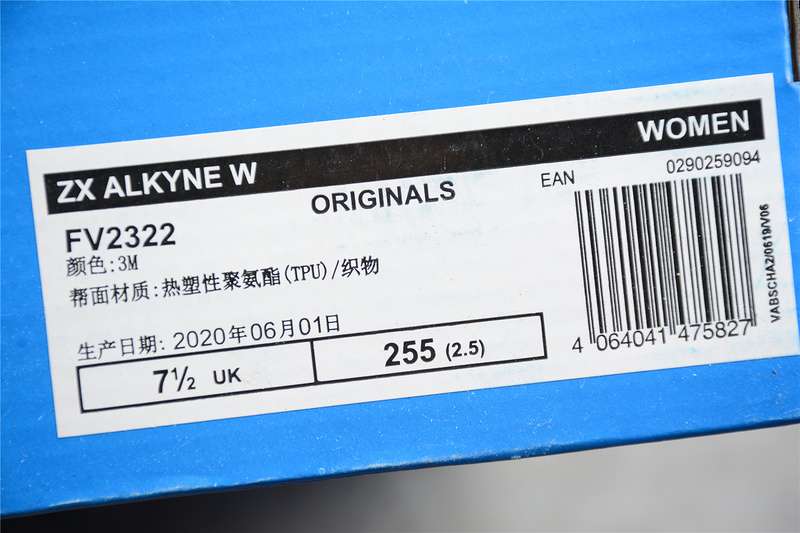 ZX ALKYNE W
WOMEN
ORIGINALS
EAN
0290259094
FV2322
颜色:3M
帮面材质:热塑性聚氨酯(TPU)/织物
生产日期: 2020年06月01日
7½ UK
255 (2.5)
4 064041 475827
VABSCHA2/0619/V06